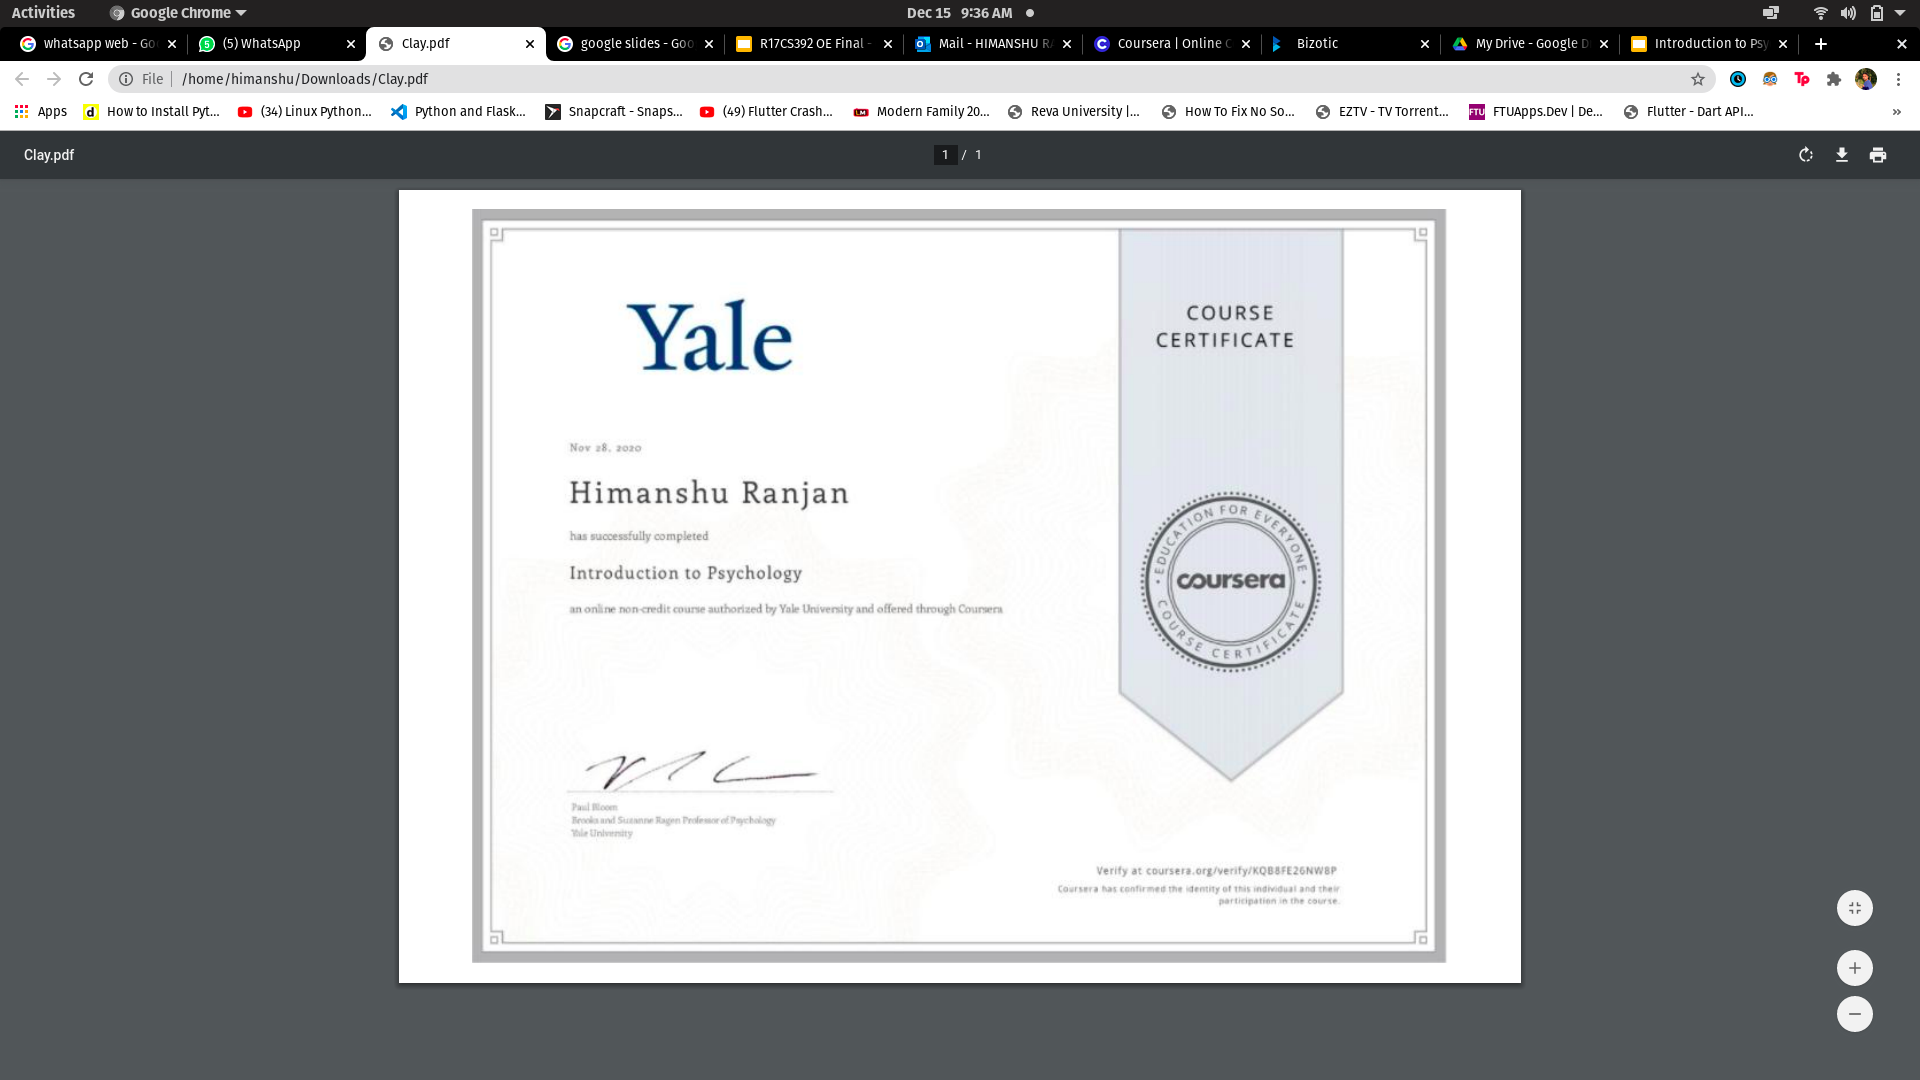 Activities
Google Chrome
Dec 15 9:36 AM
whatsapp web - Go
(5) WhatsApp
Clay.pdf
google slides - Goo
R17CS392 OE Final -
Mail - HIMANSHU RA
Coursera | Online C
Bizotic
My Drive - Google D
Introduction to Psy
File
/home/himanshu/Downloads/Clay.pdf
Apps
How to Install Pyt...
(34) Linux Python...
Python and Flask...
Snapcraft - Snaps...
(49) Flutter Crash...
Modern Family 20...
Reva University |...
How To Fix No So...
EZTV - TV Torrent...
FTUApps.Dev | De...
Flutter - Dart API...
»
Clay.pdf
1 / 1
Yale
COURSE
CERTIFICATE
Nov 28, 2020
Himanshu Ranjan
has successfully completed
Introduction to Psychology
an online non-credit course authorized by Yale University and offered through Coursera
EDUCATION FOR EVERYONE
coursera
COURSE CERTIFICATE
Paul Bloom
Brooks and Suzanne Ragen Professor of Psychology
Yale University
Verify at coursera.org/verify/KQB8FE26NW8P
Coursera has confirmed the identity of this individual and their
participation in the course.